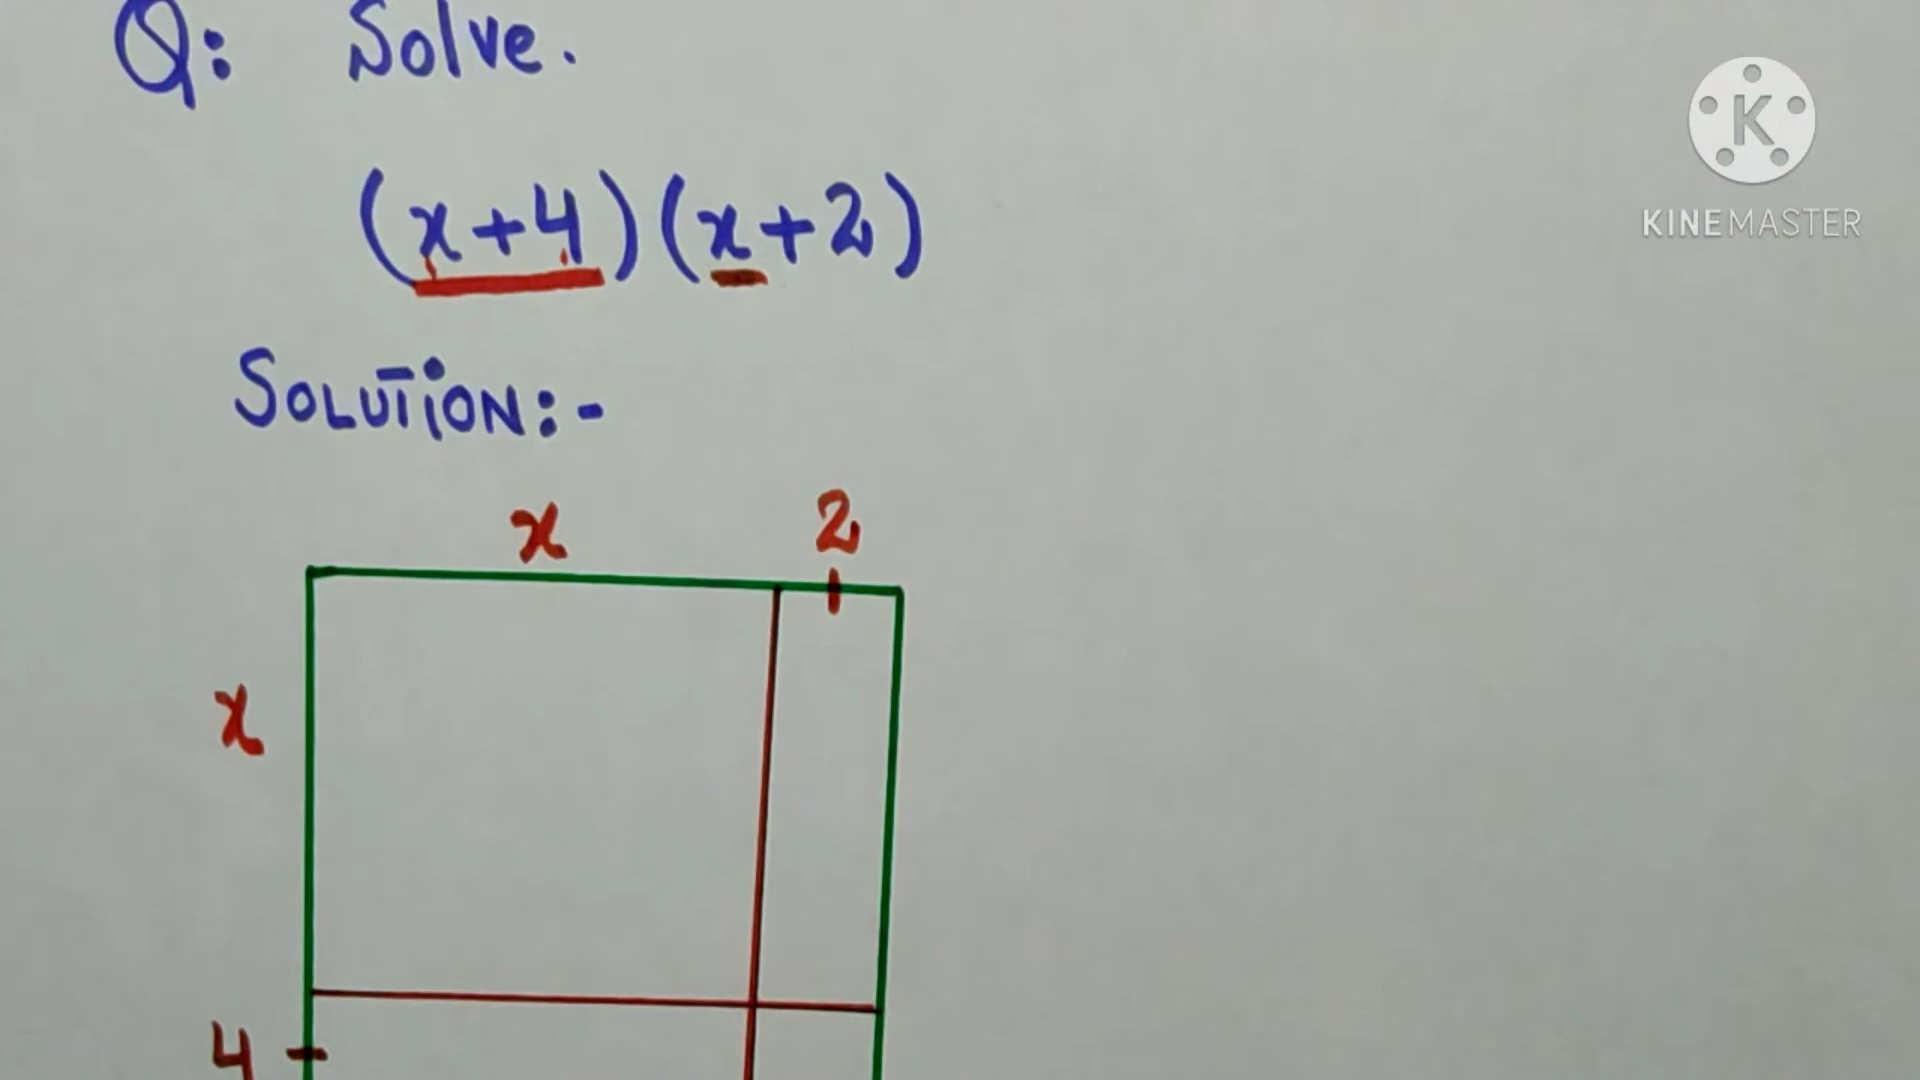 Q: Solve.
(x+4)(x+2)
SOLUTION:-
x 2
x
4
K
KINEMASTER